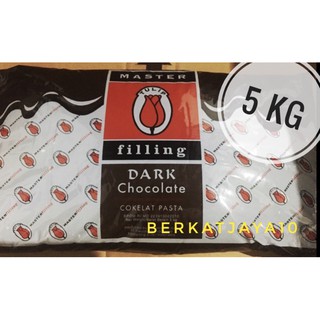 MASTER
TULIP
filling
DARK
Chocolate
COKELAT PASTA
5 KG
BERKATJAYA10